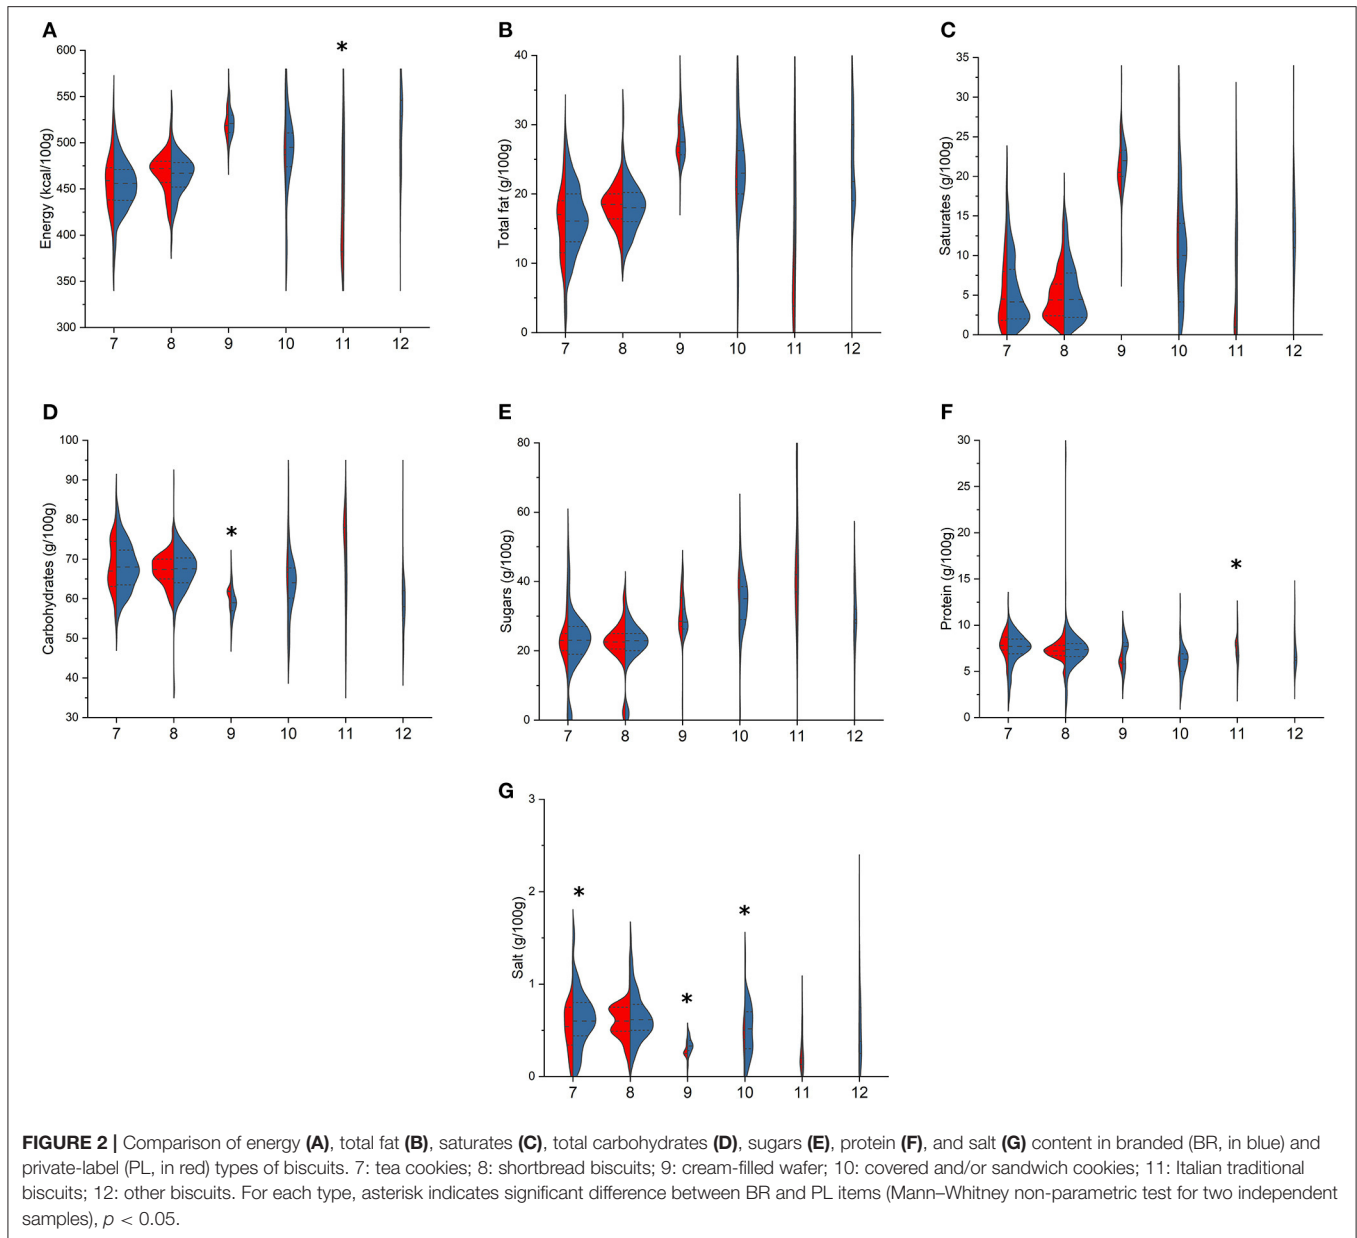 A
Energy (kcal/100g)
600
550
500
450
400
350
300
*
7 8 9 10 11 12
B
Total fat (g/100g)
40
30
20
10
0
7 8 9 10 11 12
C
Saturates (g/100g)
35
30
25
20
15
10
5
0
7 8 9 10 11 12
D
Carbohydrates (g/100g)
100
90
80
70
60
50
40
30
*
7 8 9 10 11 12
E
Sugars (g/100g)
80
60
40
20
0
7 8 9 10 11 12
F
Protein (g/100g)
30
25
20
15
10
5
0
*
7 8 9 10 11 12
G
Salt (g/100g)
3
2
1
0
* * *
7 8 9 10 11 12
FIGURE 2 | Comparison of energy (A), total fat (B), saturates (C), total carbohydrates (D), sugars (E), protein (F), and salt (G) content in branded (BR, in blue) and
private-label (PL, in red) types of biscuits. 7: tea cookies; 8: shortbread biscuits; 9: cream-filled wafer; 10: covered and/or sandwich cookies; 11: Italian traditional
biscuits; 12: other biscuits. For each type, asterisk indicates significant difference between BR and PL items (Mann–Whitney non-parametric test for two independent
samples), p < 0.05.